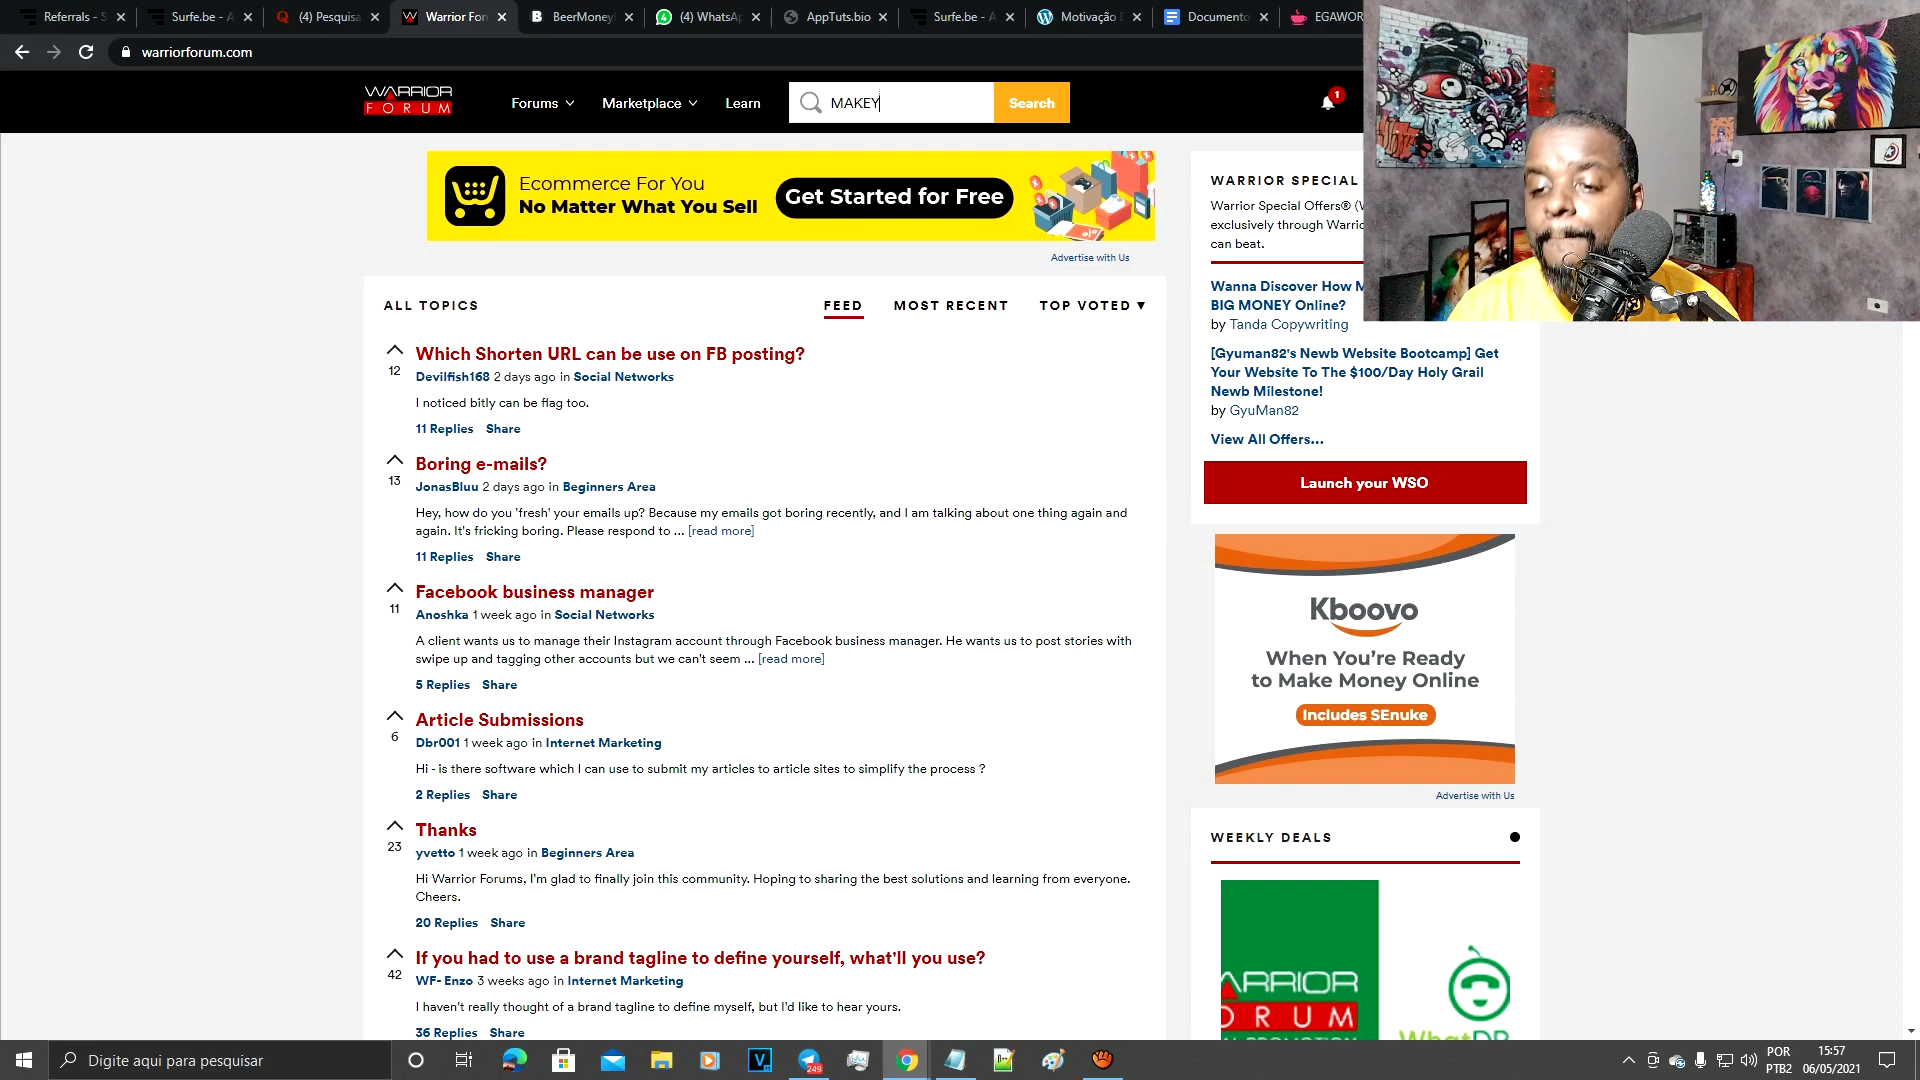 Referrals - S
Surfe.be - A
(4) Pesquisa
Warrior For
BeerMoney
(4) WhatsAp
AppTuts.bio
Surfe.be - A
Motivação
Documento
EGAWOR
warriorforum.com
WARRIOR
FORUM
Forums
Marketplace
Learn
MAKEY
Search
1
Ecommerce For You
No Matter What You Sell
Get Started for Free
Advertise with Us
ALL TOPICS
FEED
MOST RECENT
TOP VOTED ▼
12
Which Shorten URL can be use on FB posting?
Devilfish168 2 days ago in Social Networks
I noticed bitly can be flag too.
11 Replies Share
13
Boring e-mails?
JonasBluu 2 days ago in Beginners Area
Hey, how do you 'fresh' your emails up? Because my emails got boring recently, and I am talking about one thing again and
again. It's fricking boring. Please respond to ... [read more]
11 Replies Share
11
Facebook business manager
Anoshka 1 week ago in Social Networks
A client wants us to manage their Instagram account through Facebook business manager. He wants us to post stories with
swipe up and tagging other accounts but we can't seem ... [read more]
5 Replies Share
6
Article Submissions
Dbr001 1 week ago in Internet Marketing
Hi - is there software which I can use to submit my articles to article sites to simplify the process ?
2 Replies Share
23
Thanks
yvetto 1 week ago in Beginners Area
Hi Warrior Forums, I'm glad to finally join this community. Hoping to sharing the best solutions and learning from everyone.
Cheers.
20 Replies Share
42
If you had to use a brand tagline to define yourself, what'll you use?
WF- Enzo 3 weeks ago in Internet Marketing
I haven't really thought of a brand tagline to define myself, but I'd like to hear yours.
36 Replies Share
WARRIOR SPECIAL
Warrior Special Offers® (
exclusively through Warrio
can beat.
Wanna Discover How M
BIG MONEY Online?
by Tanda Copywriting
[Gyuman82's Newb Website Bootcamp] Get
Your Website To The $100/Day Holy Grail
Newb Milestone!
by GyuMan82
View All Offers...
Launch your WSO
Kboovo
When You're Ready
to Make Money Online
Includes SEnuke
Advertise with Us
WEEKLY DEALS
ARRIOR
ORUM
Digite aqui para pesquisar
249
POR
PTB2
15:57
06/05/2021